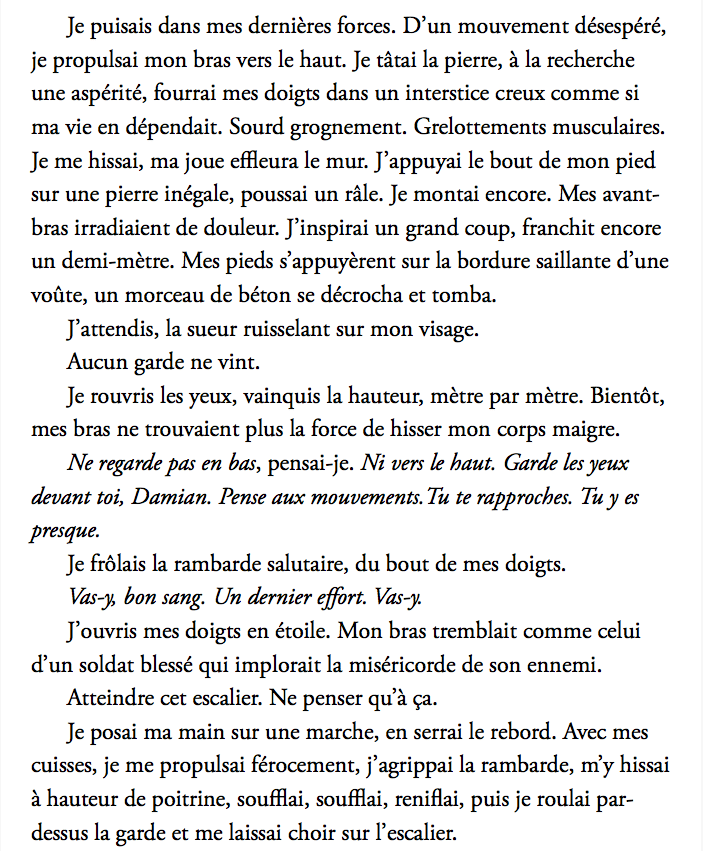 Je puisais dans mes dernières forces. D’un mouvement désespéré,
je propulsai mon bras vers le haut. Je tâtai la pierre, à la recherche
une aspérité, fourrai mes doigts dans un interstice creux comme si
ma vie en dépendait. Sourd grognement. Grelottements musculaires.
Je me hissai, ma joue effleura le mur. J’appuyai le bout de mon pied
sur une pierre inégale, poussai un râle. Je montai encore. Mes avant-
bras irradiaient de douleur. J’inspirai un grand coup, franchit encore
un demi-mètre. Mes pieds s’appuyèrent sur la bordure saillante d’une
voûte, un morceau de béton se décrocha et tomba.
J’attendis, la sueur ruisselant sur mon visage.
Aucun garde ne vint.
Je rouvris les yeux, vainquis la hauteur, mètre par mètre. Bientôt,
mes bras ne trouvaient plus la force de hisser mon corps maigre.
Ne regarde pas en bas, pensai-je. Ni vers le haut. Garde les yeux
devant toi, Damian. Pense aux mouvements. Tu te rapproches. Tu y es
presque.
Je frôlais la rambarde salutaire, du bout de mes doigts.
Vas-y, bon sang. Un dernier effort. Vas-y.
J’ouvris mes doigts en étoile. Mon bras tremblait comme celui
d’un soldat blessé qui implorait la miséricorde de son ennemi.
Atteindre cet escalier. Ne penser qu’à ça.
Je posai ma main sur une marche, en serrai le rebord. Avec mes
cuisses, je me propulsai férocement, j’agrippai la rambarde, m’y hissai
à hauteur de poitrine, soufflai, soufflai, reniflai, puis je roulai par-
dessus la garde et me laissai choir sur l’escalier.